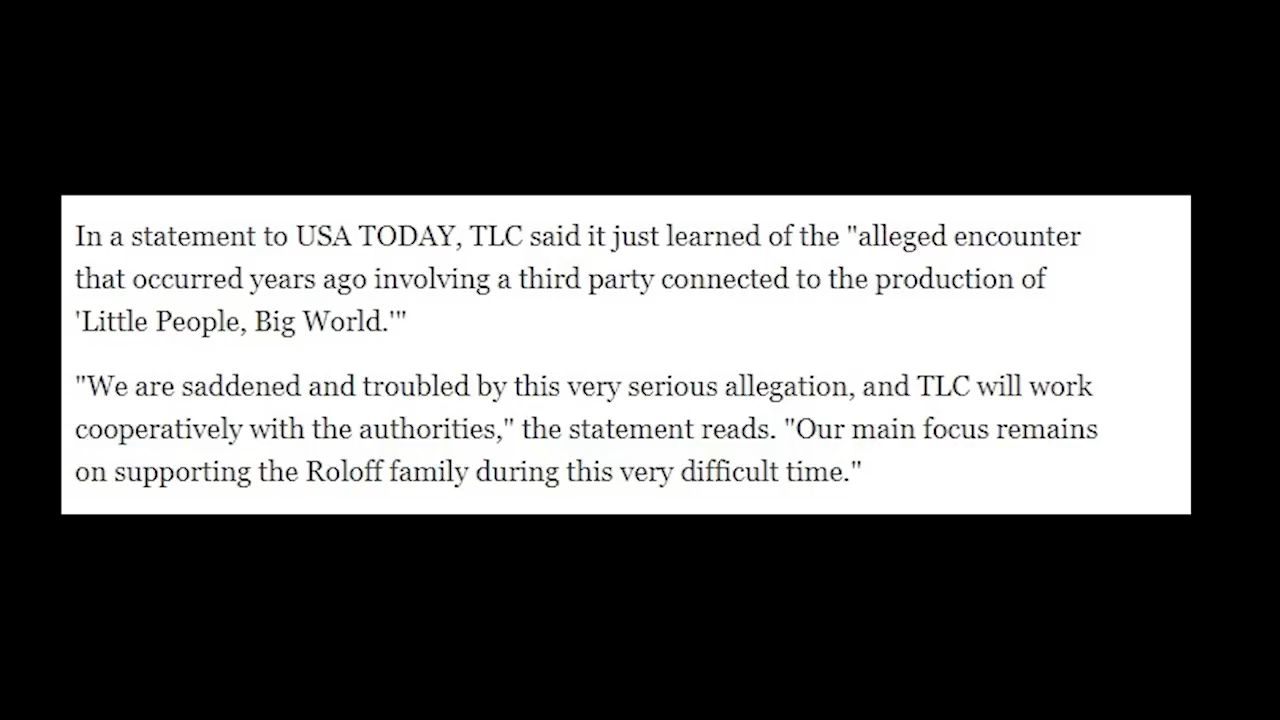 In a statement to USA TODAY, TLC said it just learned of the "alleged encounter
that occurred years ago involving a third party connected to the production of
'Little People, Big World.'"
"We are saddened and troubled by this very serious allegation, and TLC will work
cooperatively with the authorities," the statement reads. "Our main focus remains
on supporting the Roloff family during this very difficult time."